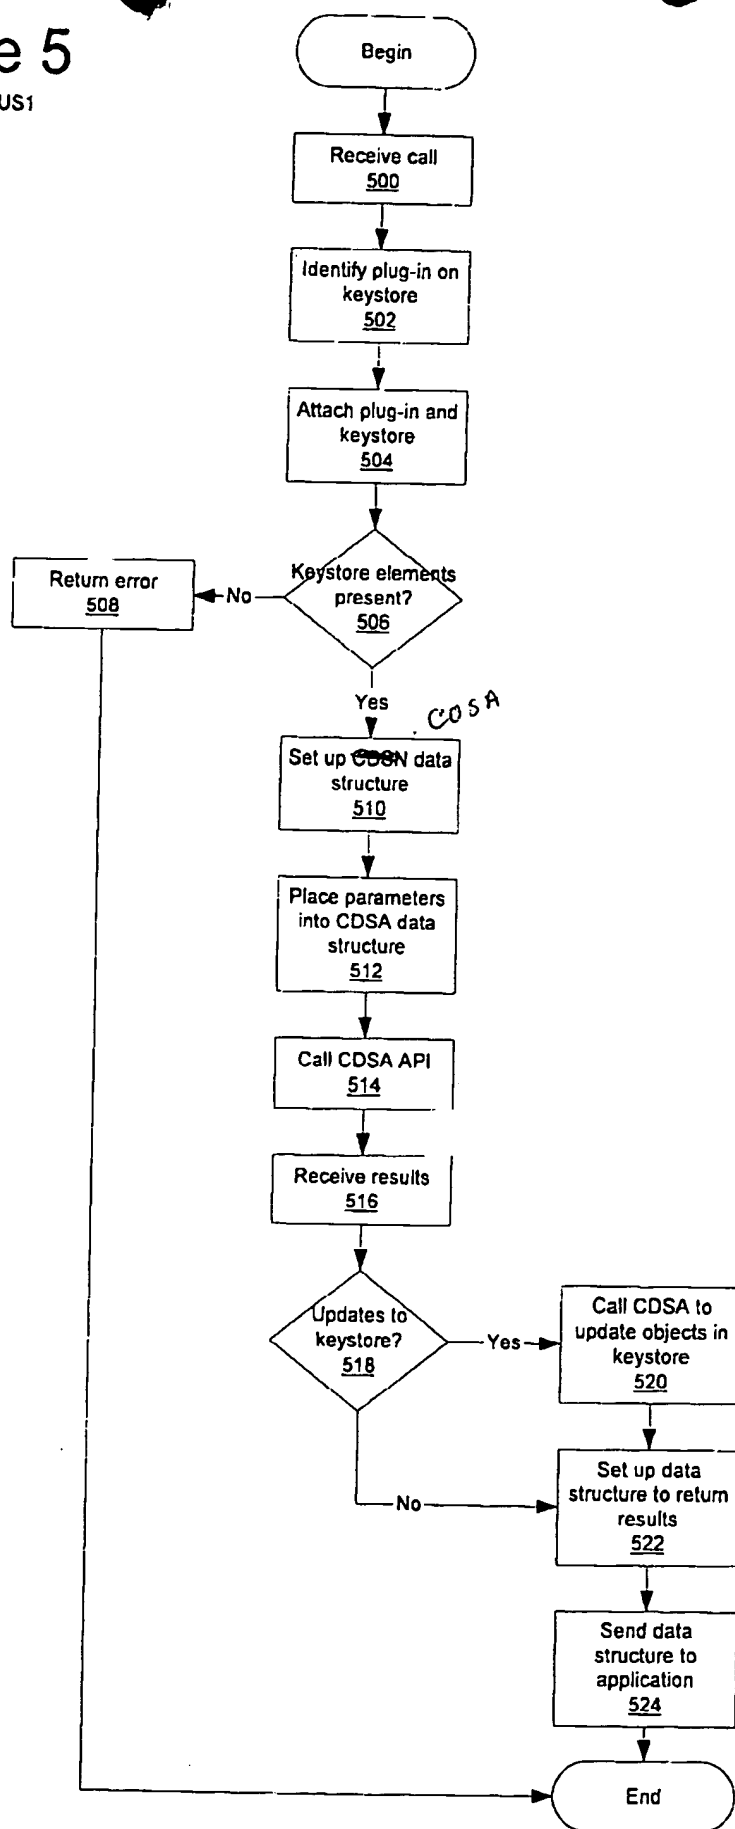 e 5
US1
Begin
Receive call
500
Identify plug-in on
keystore
502
Attach plug-in and
keystore
504
Keystore elements
present?
506
No
Return error
508
Yes
CDSA
Set up CDSN data
structure
510
Place parameters
into CDSA data
structure
512
Call CDSA API
514
Receive results
516
Updates to
keystore?
518
Yes
Call CDSA to
update objects in
keystore
520
No
Set up data
structure to return
results
522
Send data
structure to
application
524
End